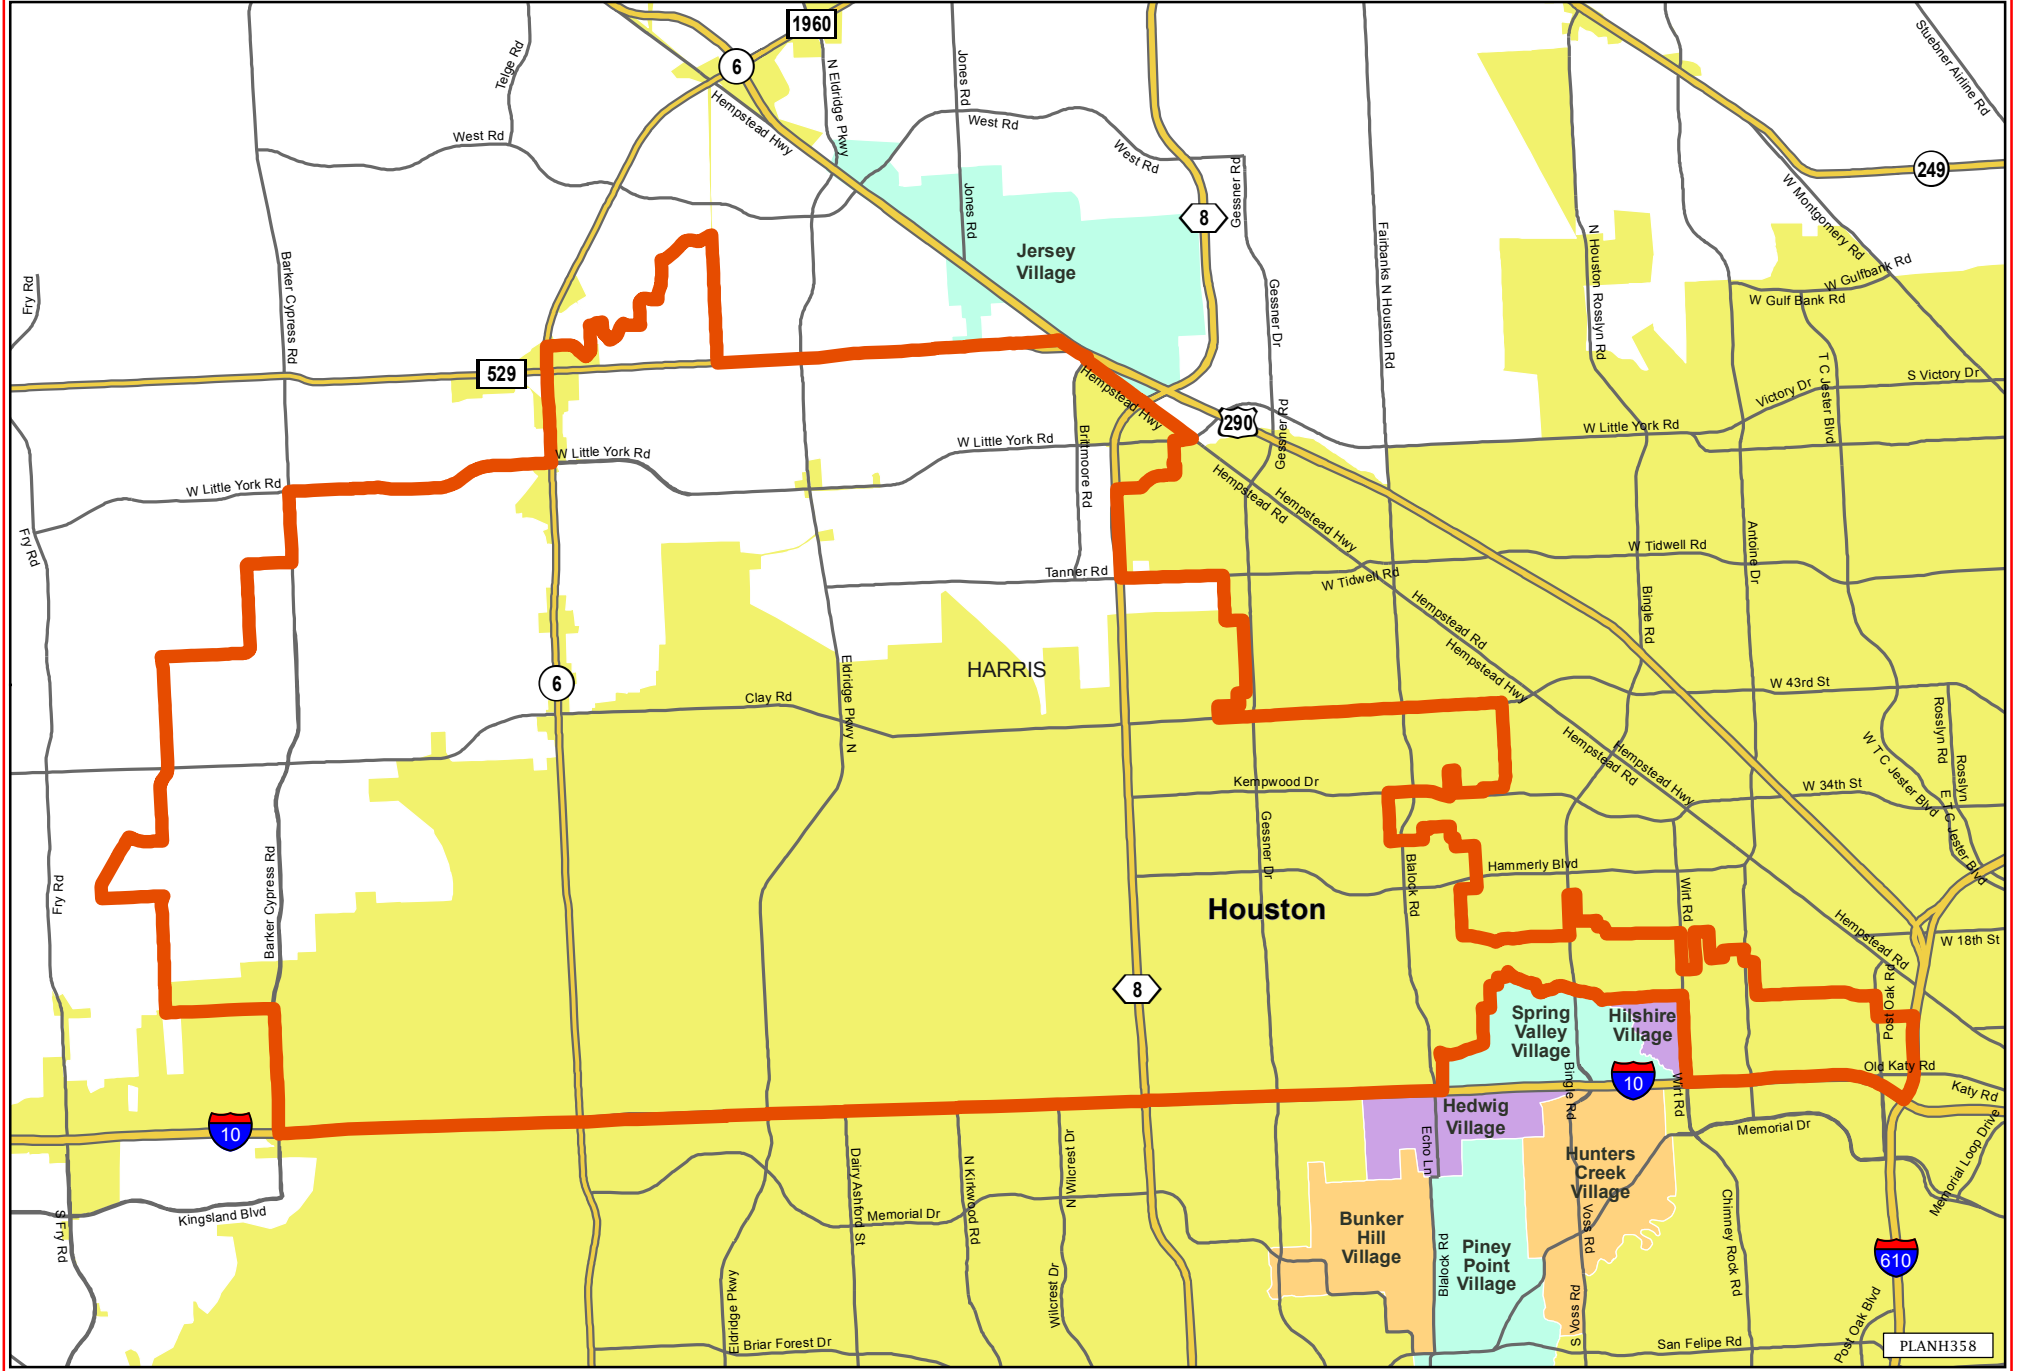 1960
6
Telge Rd
N Eldridge Pkwy
Jones Rd
Stuebner Airline Rd
Hempstead Hwy
West Rd
West Rd
West Rd
Gessner Rd
249
W Montgomery Rd
Jones Rd
8
Jersey
Village
Fairbanks N Houston Rd
N Houston Rosslyn Rd
W Gulfbank Rd
W Gulf Bank Rd
Fry Rd
Barker Cypress Rd
Gessner Dr
529
Hempstead Hwy
T C Jester Blvd
Victory Dr
S Victory Dr
290
Gessner Rd
W Little York Rd
W Little York Rd
W Little York Rd
W Little York Rd
Brittmoore Rd
Hempstead Rd
Hempstead Hwy
Fry Rd
Antoine Dr
W Tidwell Rd
Tanner Rd
W Tidwell Rd
Bingle Rd
Hempstead Rd
Hempstead Hwy
HARRIS
6
Clay Rd
Eldridge Pkwy N
W 43rd St
Rosslyn Rd
Rosslyn
W T C Jester Blvd
E T C Jester Blvd
Hempstead Rd
Hempstead Hwy
Kempwood Dr
W 34th St
Gessner Dr
Blalock Rd
Hammerly Blvd
Wirt Rd
Fry Rd
Barker Cypress Rd
Houston
Hempstead Rd
W 18th St
8
Post Oak Rd
Spring
Valley
Village
Hilshire
Village
Old Katy Rd
10
Bingle Rd
Wirt Rd
Katy Rd
10
Hedwig
Village
Echo Ln
Memorial Dr
Memorial Loop Drive
Hunters
Creek
Village
Dairy Ashford St
N Kirkwood Rd
N Wilcrest Dr
Kingsland Blvd
S Fry Rd
Memorial Dr
Bunker
Hill
Village
Blalock Rd
Piney
Point
Village
Voss Rd
Chimney Rock Rd
610
Eldridge Pkwy
Wilcrest Dr
S Voss Rd
Post Oak Blvd
Briar Forest Dr
San Felipe Rd
PLANH358